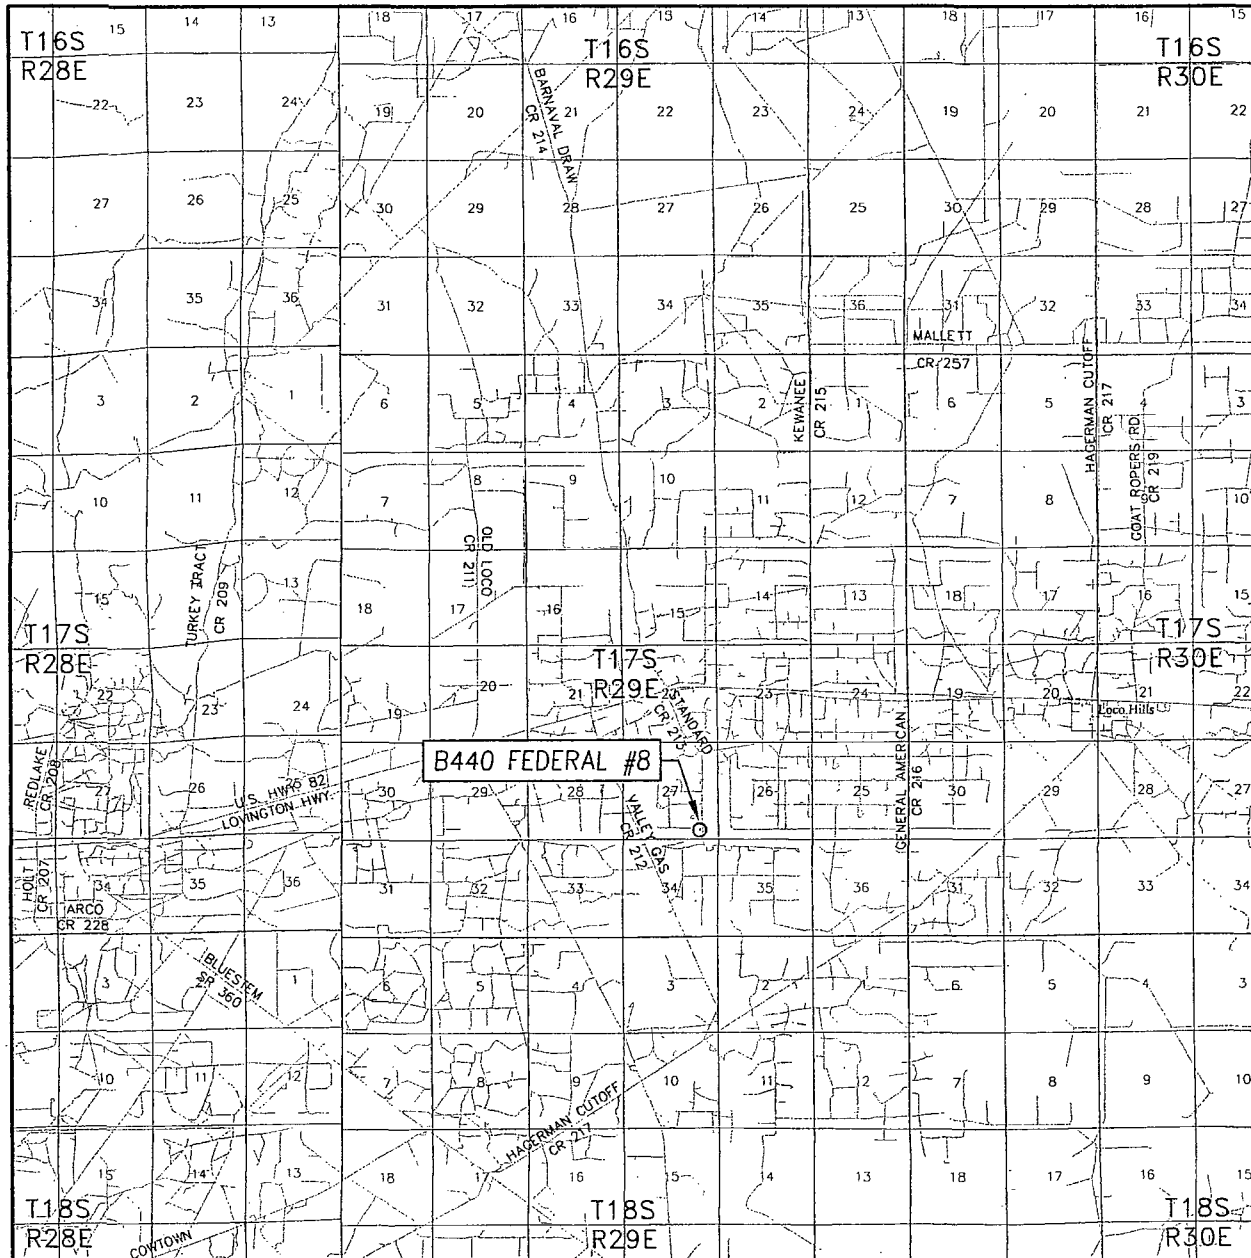 15 14 13 18 17 16 15 14 13 18 17 16 15
T16S
R28E
T16S
R29E
T16S
R30E
22 23 24 19 20 21 22 23 24 19 20 21 22
BARNAVAL DRAW
CR 214
27 26 25 30 29 28 27 26 25 30 29 28 27
34 35 36 31 32 33 34 35 36 31 32 33 34
MALLETT
CR 257
3 2 1 6 5 4 3 2 1 6 5 4 3
KEWANEE
CR 215
HAGERMAN CUTOFF
CR 217
GOAT ROPERS RD.
CR 219
10 11 12 7 8 9 10 11 12 7 8 9 10
TURKEY TRACT
CR 209
OLD LOCO
CR 211
15 13 18 17 16 15 14 13 18 17 16 15
T17S
R28E
T17S
R29E
T17S
R30E
22 23 24 19 20 21 23 24 19 20 21 22
Loco Hills
STANDARD
CR 213
GENERAL AMERICAN
CR 216
B440 FEDERAL #8
REDLAKE
CR 208
27 26 25 30 29 28 27 26 30 29 28 27
U.S. HWY 82
LOVINGTON HWY.
VALLEY GAS
CR 212
HOLT
CR 207
34 35 36 31 32 33 34 35 36 31 32 33 34
ARCO
CR 228
BLUESTEM
SR 360
3 1 6 5 4 3 2 1 6 5 4 3
10 11 12 7 8 9 10 11 12 7 8 9 10
HAGERMAN CUTOFF
CR 217
15 14 13 18 17 16 15 14 13 18 17 16 15
T18S
R28E
T18S
R29E
T18S
R30E
COWTOWN